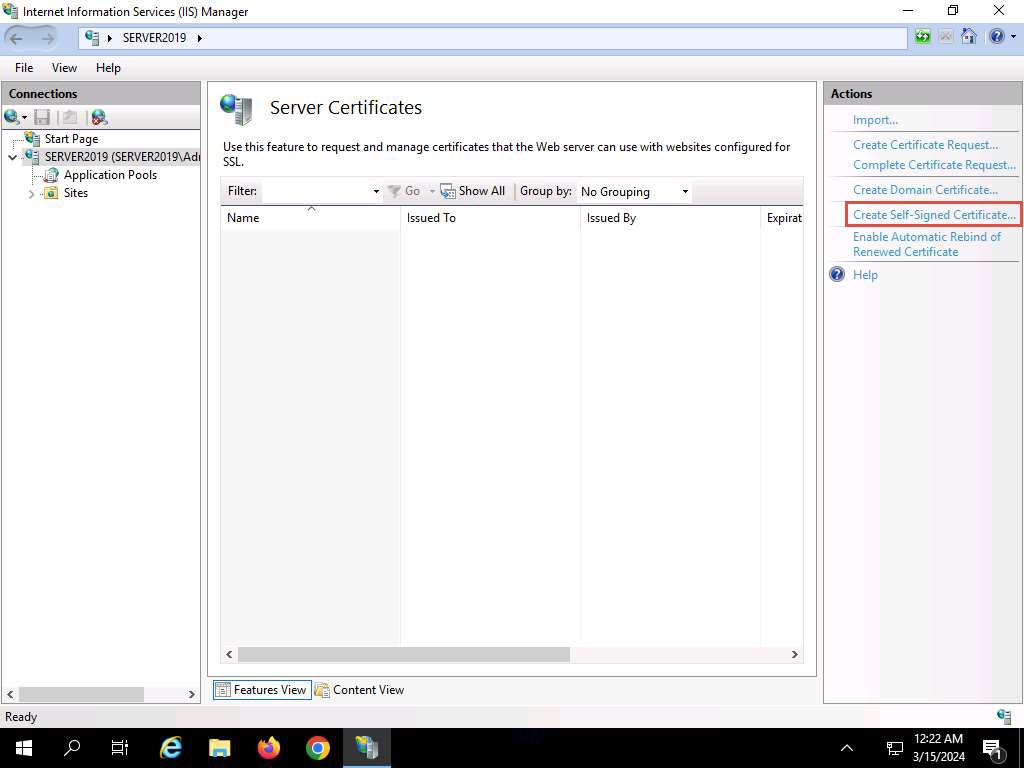 Internet Information Services (IIS) Manager
SERVER2019
File View Help
Connections
Start Page
SERVER2019 (SERVER2019\Adr
Application Pools
Sites
Server Certificates
Use this feature to request and manage certificates that the Web server can use with websites configured for
SSL.
Filter: Go Show All Group by: No Grouping
Name Issued To Issued By Expirat
Features View Content View
Actions
Import...
Create Certificate Request...
Complete Certificate Request...
Create Domain Certificate...
Create Self-Signed Certificate...
Enable Automatic Rebind of
Renewed Certificate
Help
Ready
12:22 AM
3/15/2024
1